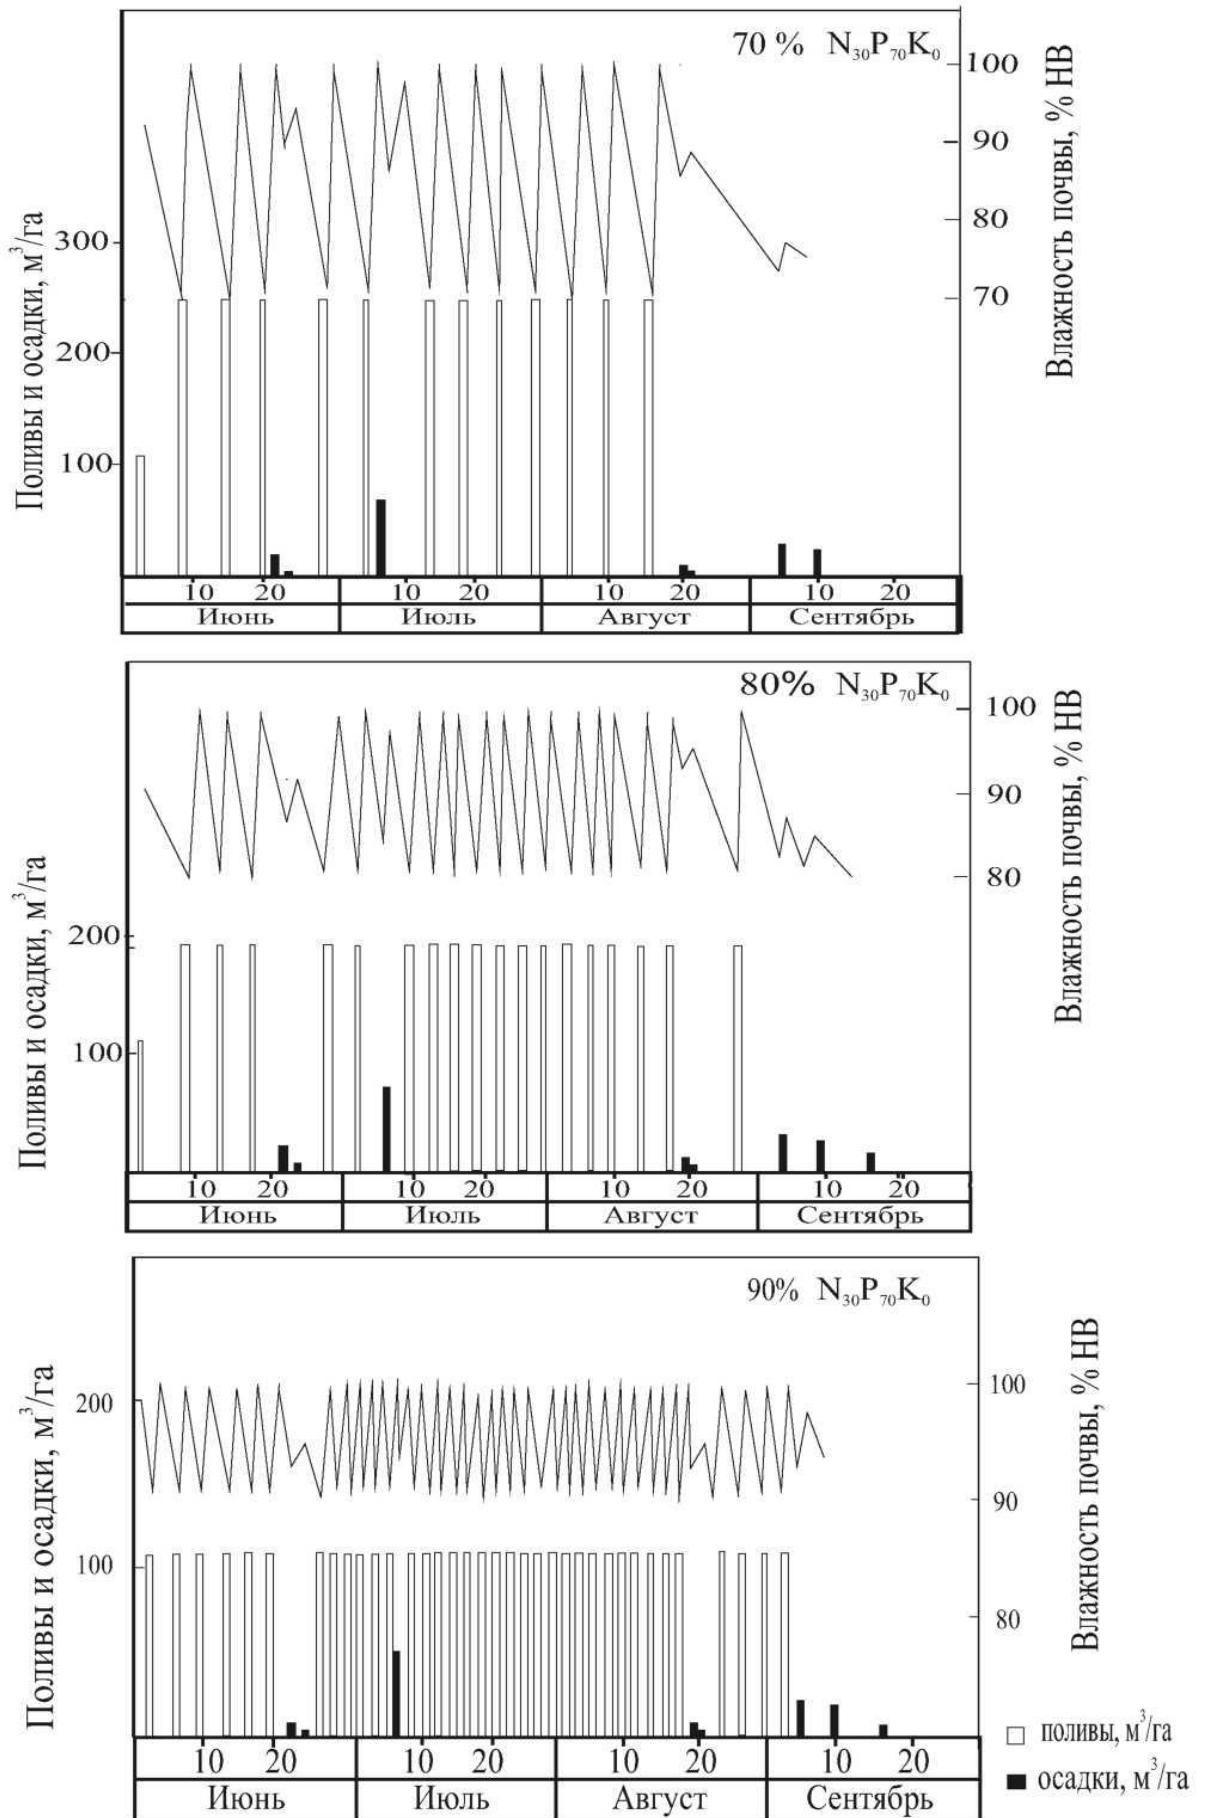 70 % N₃₀P₇₀K₀
Поливы и осадки, м³/га
300
200
100
100
90
80
70
Влажность почвы, % НВ
10 20 10 20 10 20 10 20
Июнь Июль Август Сентябрь
80% N₃₀P₇₀K₀
Поливы и осадки, м³/га
200
100
100
90
80
Влажность почвы, % НВ
10 20 10 20 10 20 10 20
Июнь Июль Август Сентябрь
90% N₃₀P₇₀K₀
Поливы и осадки, м³/га
200
100
100
90
80
Влажность почвы, % НВ
10 20 10 20 10 20 10 20
Июнь Июль Август Сентябрь
поливы, м³/га
осадки, м³/га